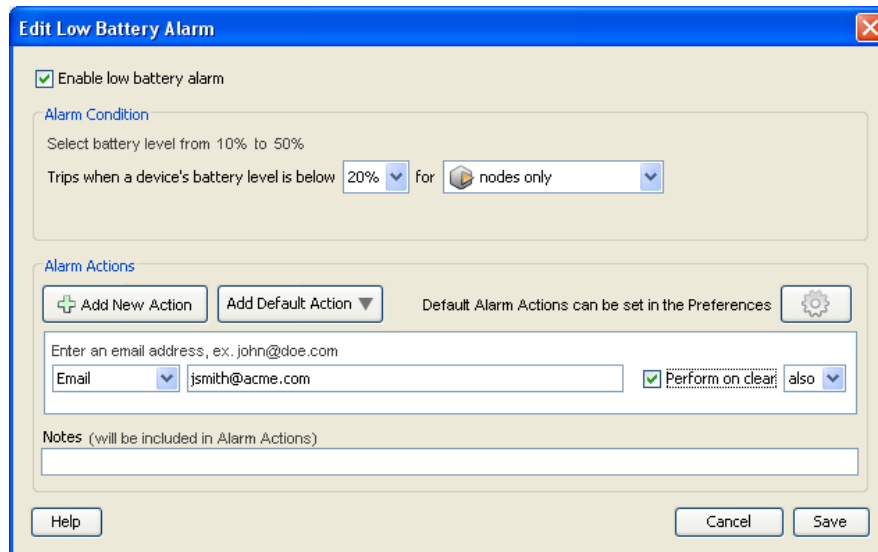 Edit Low Battery Alarm
Enable low battery alarm
Alarm Condition
Select battery level from 10% to 50%
Trips when a device's battery level is below 20% for nodes only
Alarm Actions
Add New Action Add Default Action Default Alarm Actions can be set in the Preferences
Enter an email address, ex. john@doe.com
Email jsmith@acme.com Perform on clear also
Notes (will be included in Alarm Actions)
Help Cancel Save